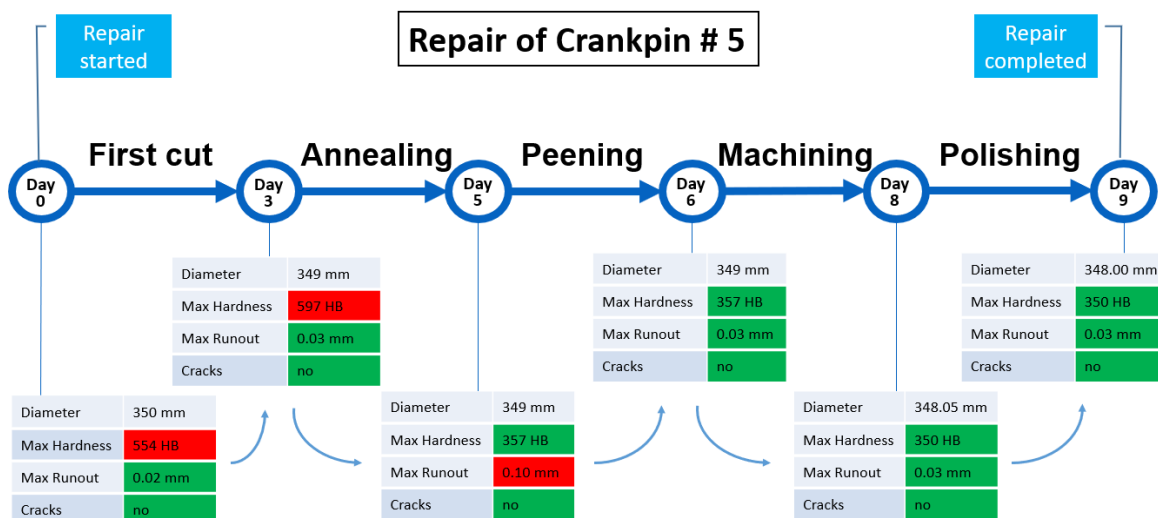 Repair
started
Repair of Crankpin # 5
Repair
completed
First cut
Annealing
Peening
Machining
Polishing
Day
0
Day
3
Day
5
Day
6
Day
8
Day
9
Diameter 349 mm
Max Hardness 597 HB
Max Runout 0.03 mm
Cracks no
Diameter 349 mm
Max Hardness 357 HB
Max Runout 0.03 mm
Cracks no
Diameter 348.00 mm
Max Hardness 350 HB
Max Runout 0.03 mm
Cracks no
Diameter 350 mm
Max Hardness 554 HB
Max Runout 0.02 mm
Cracks no
Diameter 349 mm
Max Hardness 357 HB
Max Runout 0.10 mm
Cracks no
Diameter 348.05 mm
Max Hardness 350 HB
Max Runout 0.03 mm
Cracks no